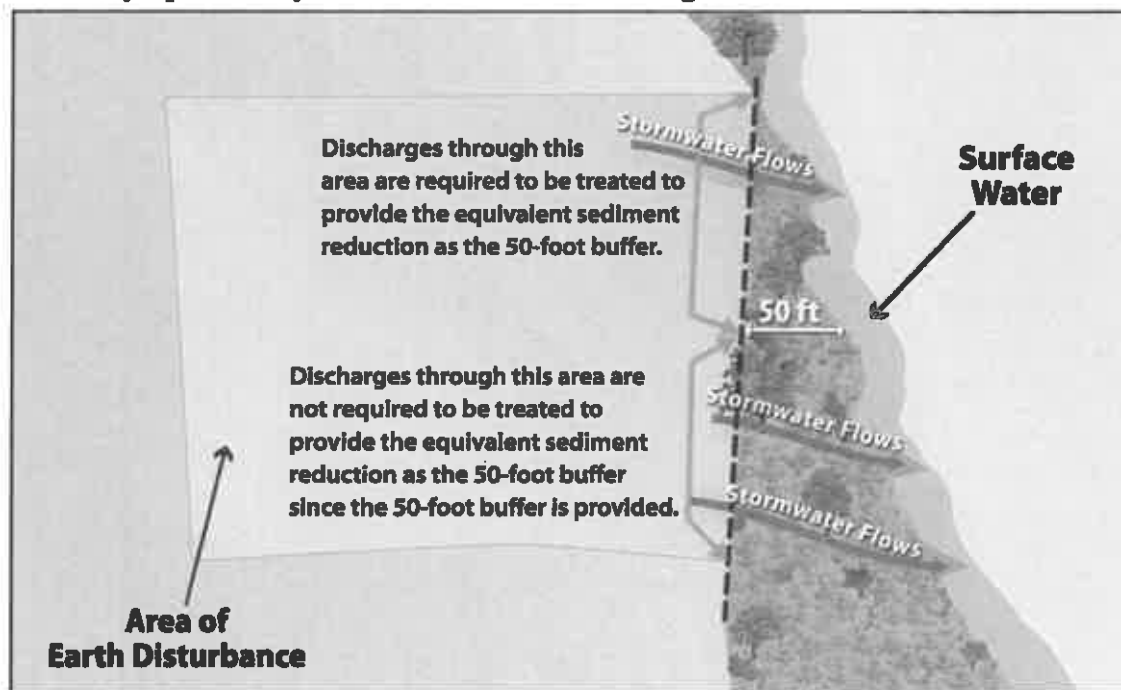 Stormwater Flows
Discharges through this
area are required to be treated to
provide the equivalent sediment
reduction as the 50-foot buffer.
Surface
Water
50 ft
Discharges through this area are
not required to be treated to
provide the equivalent sediment
reduction as the 50-foot buffer
since the 50-foot buffer is provided.
Stormwater Flows
Stormwater Flows
Area of
Earth Disturbance